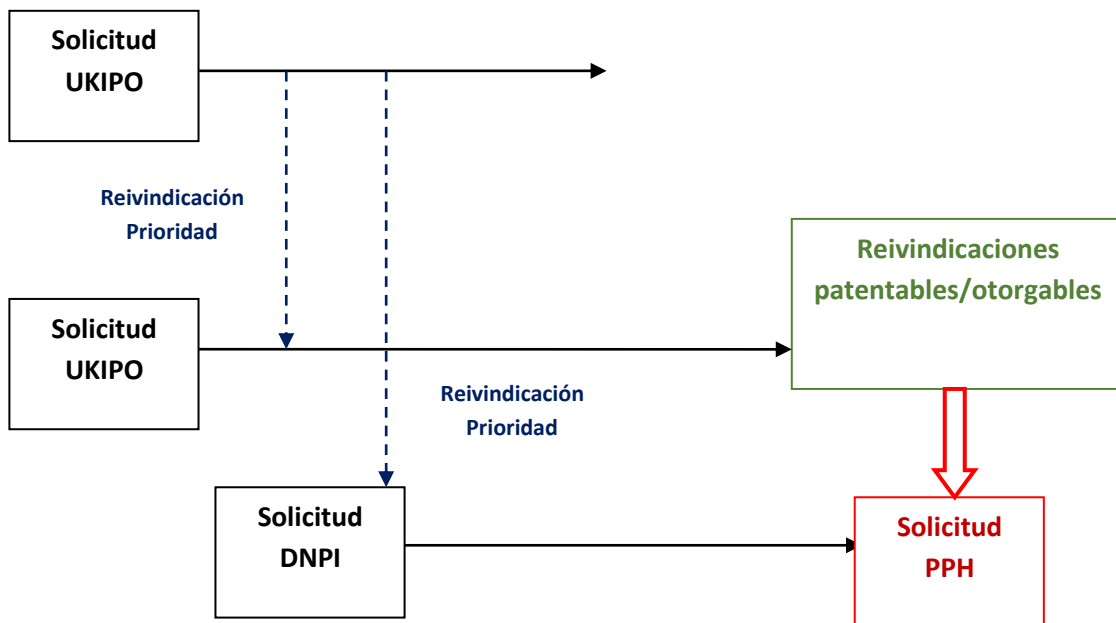 Solicitud
UKIPO
Reivindicación
Prioridad
Reivindicaciones
patentables/otorgables
Solicitud
UKIPO
Reivindicación
Prioridad
Solicitud
DNPI
Solicitud
PPH